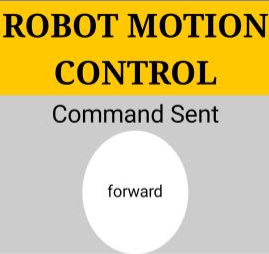 ROBOT MOTION
CONTROL
Command Sent
forward